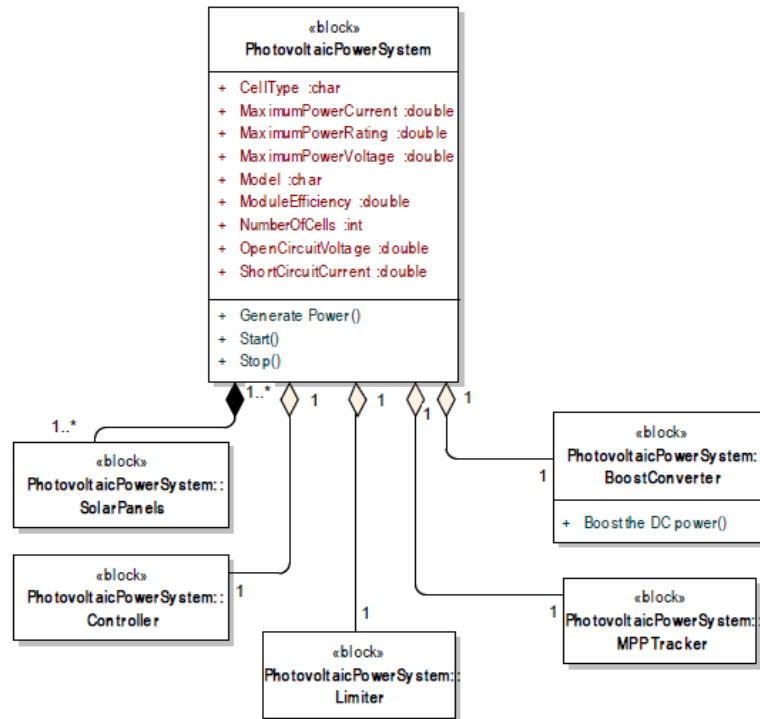 «block»
PhotovoltaicPowerSystem
+ CellType :char
+ MaximumPowerCurrent :double
+ MaximumPowerRating :double
+ MaximumPowerVoltage :double
+ Model :char
+ ModuleEfficiency :double
+ NumberOfCells :int
+ OpenCircuitVoltage :double
+ ShortCircuitCurrent :double
+ Generate Power()
+ Start()
+ Stop()
1..*
1
1
1
1
1..*
«block»
PhotovoltaicPowerSystem::
SolarPanels
«block»
PhotovoltaicPowerSystem::
BoostConverter
+ Boost the DC power()
1
«block»
PhotovoltaicPowerSystem::
Controller
1
«block»
PhotovoltaicPowerSystem::
MPPTracker
1
1
«block»
PhotovoltaicPowerSystem::
Limiter